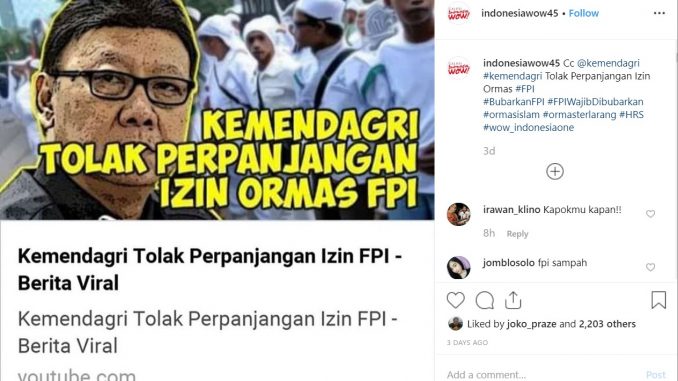 KEMENDAGRI
TOLAK PERPANJANGAN
IZIN ORMAS FPI
Kemendagri Tolak Perpanjangan Izin FPI -
Berita Viral
Kemendagri Tolak Perpanjangan Izin FPI -
Berita Viral
youtube.com
indonesiawow45 • Follow
indonesiawow45 Cc @kemendagri
#kemendagri Tolak Perpanjangan Izin
Ormas #FPI
#BubarkanFPI #FPIWajibDibubarkan
#ormasislam #ormasterlarang #HRS
#wow_indonesiaone
3d
irawan_klino Kapokmu kapan!!
8h Reply
jomblosolo fpi sampah
Liked by joko_praze and 2,203 others
3 DAYS AGO
Add a comment... Post